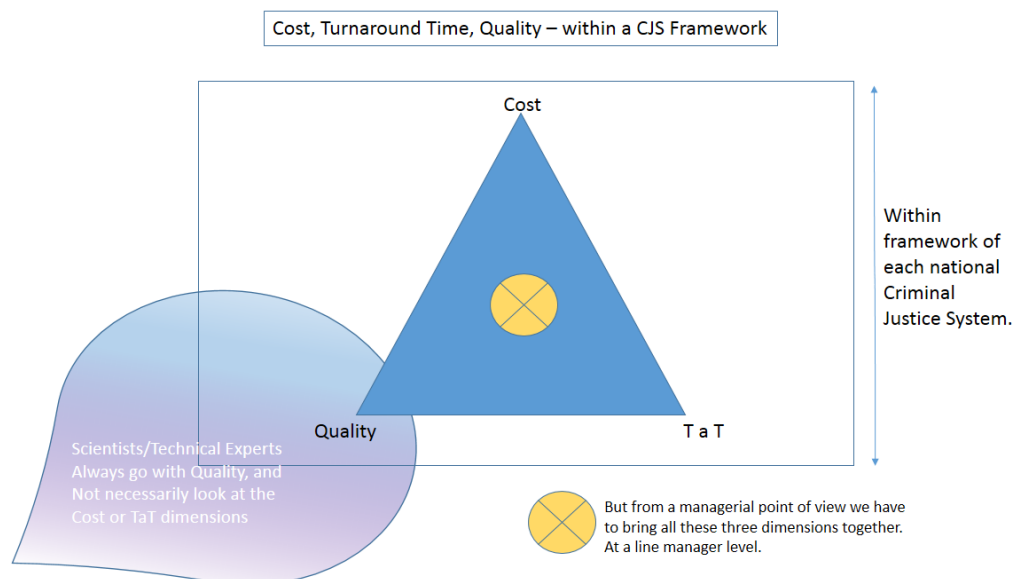 Cost, Turnaround Time, Quality – within a CJS Framework
Cost
Within
framework of
each national
Criminal
Justice System.
Quality
T a T
Scientists/Technical Experts
Always go with Quality, and
Not necessarily look at the
Cost or TaT dimensions
But from a managerial point of view we have
to bring all these three dimensions together.
At a line manager level.